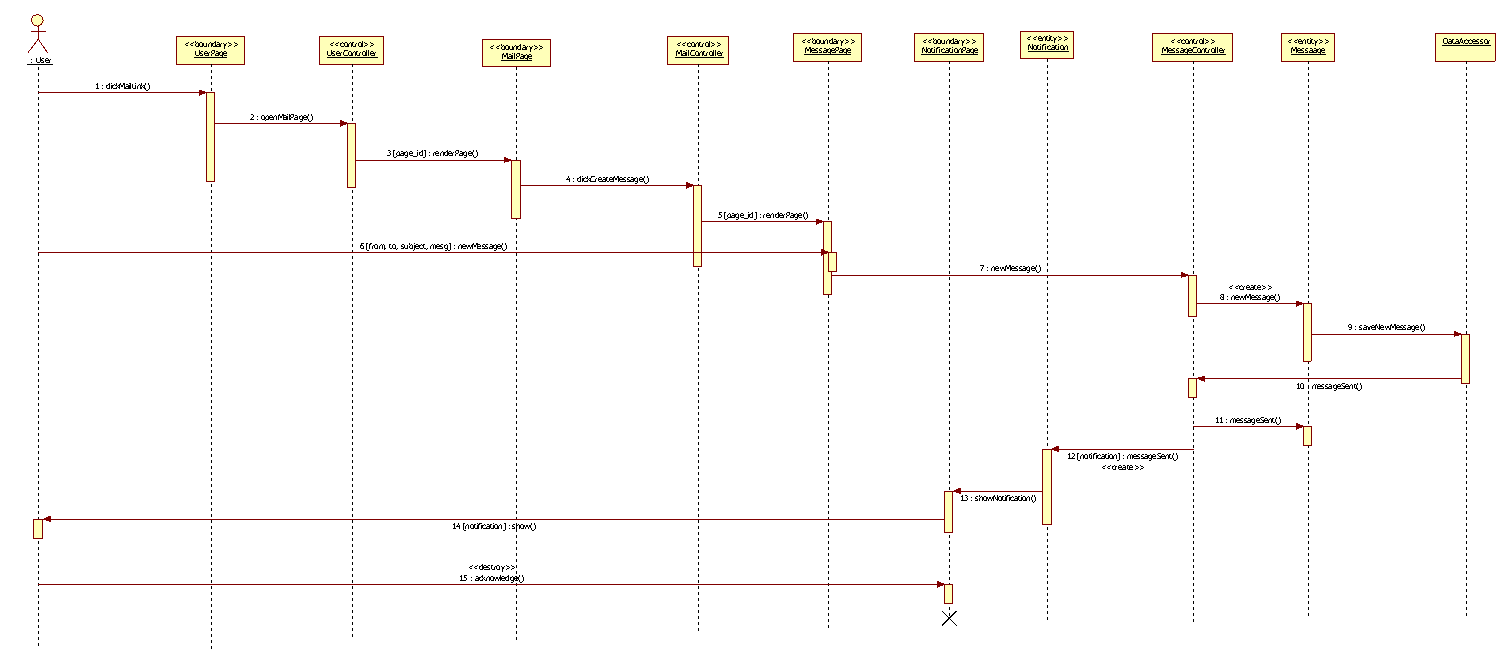 : User
<<boundary>>
UserPage
<<control>>
UserController
<<boundary>>
MailPage
<<control>>
MailController
<<boundary>>
MessagePage
<<boundary>>
NotificationPage
<<entity>>
Notification
<<control>>
MessageController
<<entity>>
Messaage
DataAccessor
1 : clickMailLink()
2 : openMailPage()
3 [page_id] : renderPage()
4 : clickCreateMessage()
5 [page_id] : renderPage()
6 [from, to, subject, mesg] : newMessage()
7 : newMessage()
<<create>>
8 : newMessage()
9 : saveNewMessage()
10 : messageSent()
11 : messageSent()
12 [notification] : messageSent()
<<create>>
13 : showNotification()
14 [notification] : show()
<<destroy>>
15 : acknowledge()